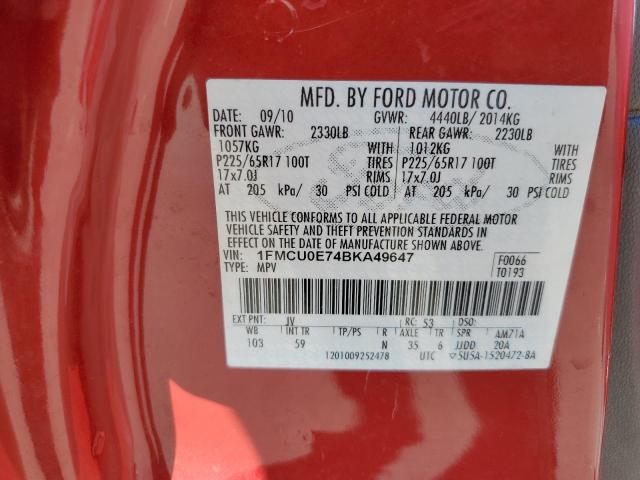 MFD. BY FORD MOTOR CO.
DATE: 09/10 GVWR: 4440LB/ 2014KG
FRONT GAWR: 2330LB REAR GAWR: 2230LB
1057KG WITH 1012KG WITH
P225/65R17 100T TIRES P225/65R17 100T TIRES
17x7.0J RIMS 17x7.0J RIMS
AT 205 kPa/ 30 PSI COLD AT 205 kPa/ 30 PSI COLD
THIS VEHICLE CONFORMS TO ALL APPLICABLE FEDERAL MOTOR
VEHICLE SAFETY AND THEFT PREVENTION STANDARDS IN
EFFECT ON THE DATE OF MANUFACTURE SHOWN ABOVE.
VIN: 1FMCU0E74BKA49647 F0066
TYPE: MPV T0193
EXT PNT: JV RC: 53 DSO:
WB INT TR TP/PS R AXLE TR SPR AM71A
103 59 N 35 6 JJDD 20A
1201009252478 UTC 5U5A-1520472-8A